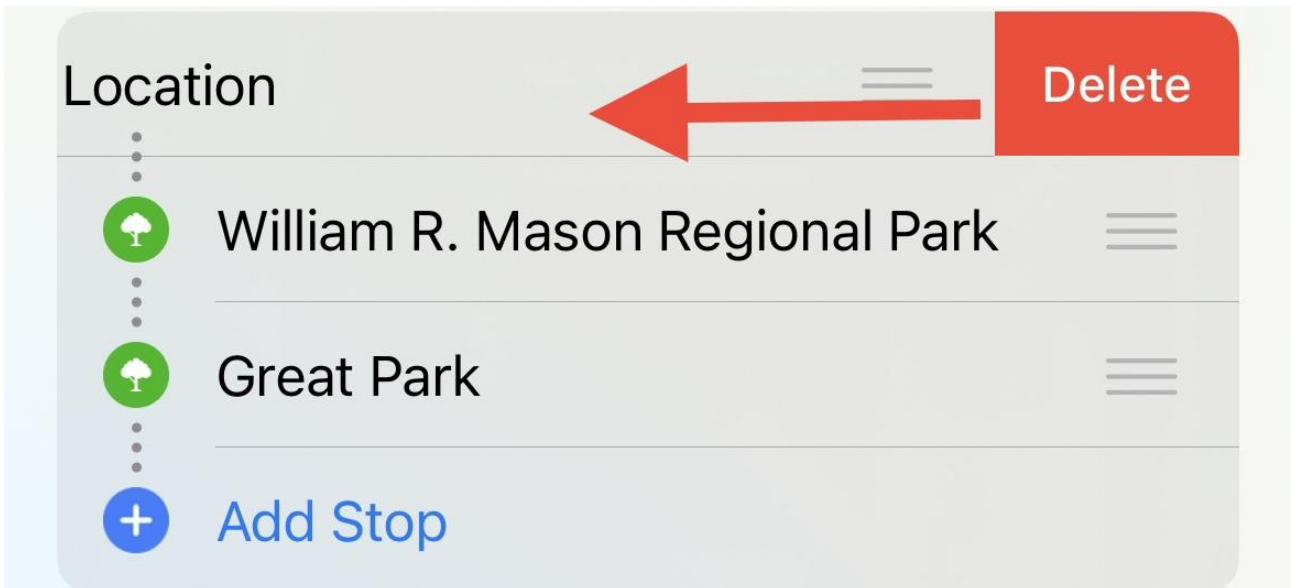 Location
Delete
William R. Mason Regional Park
Great Park
Add Stop